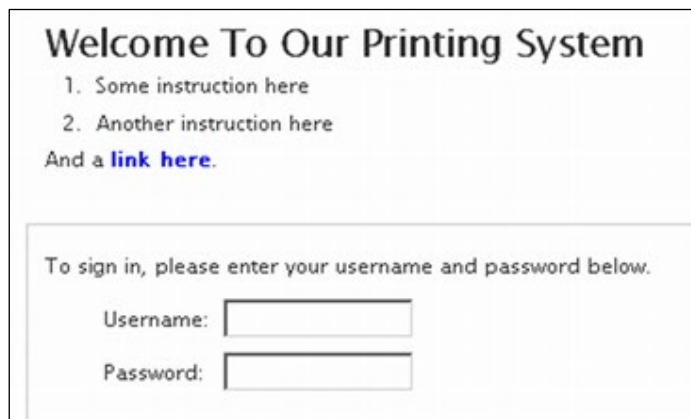 Welcome To Our Printing System
1. Some instruction here
2. Another instruction here
And a link here.
To sign in, please enter your username and password below.
Username:
Password: